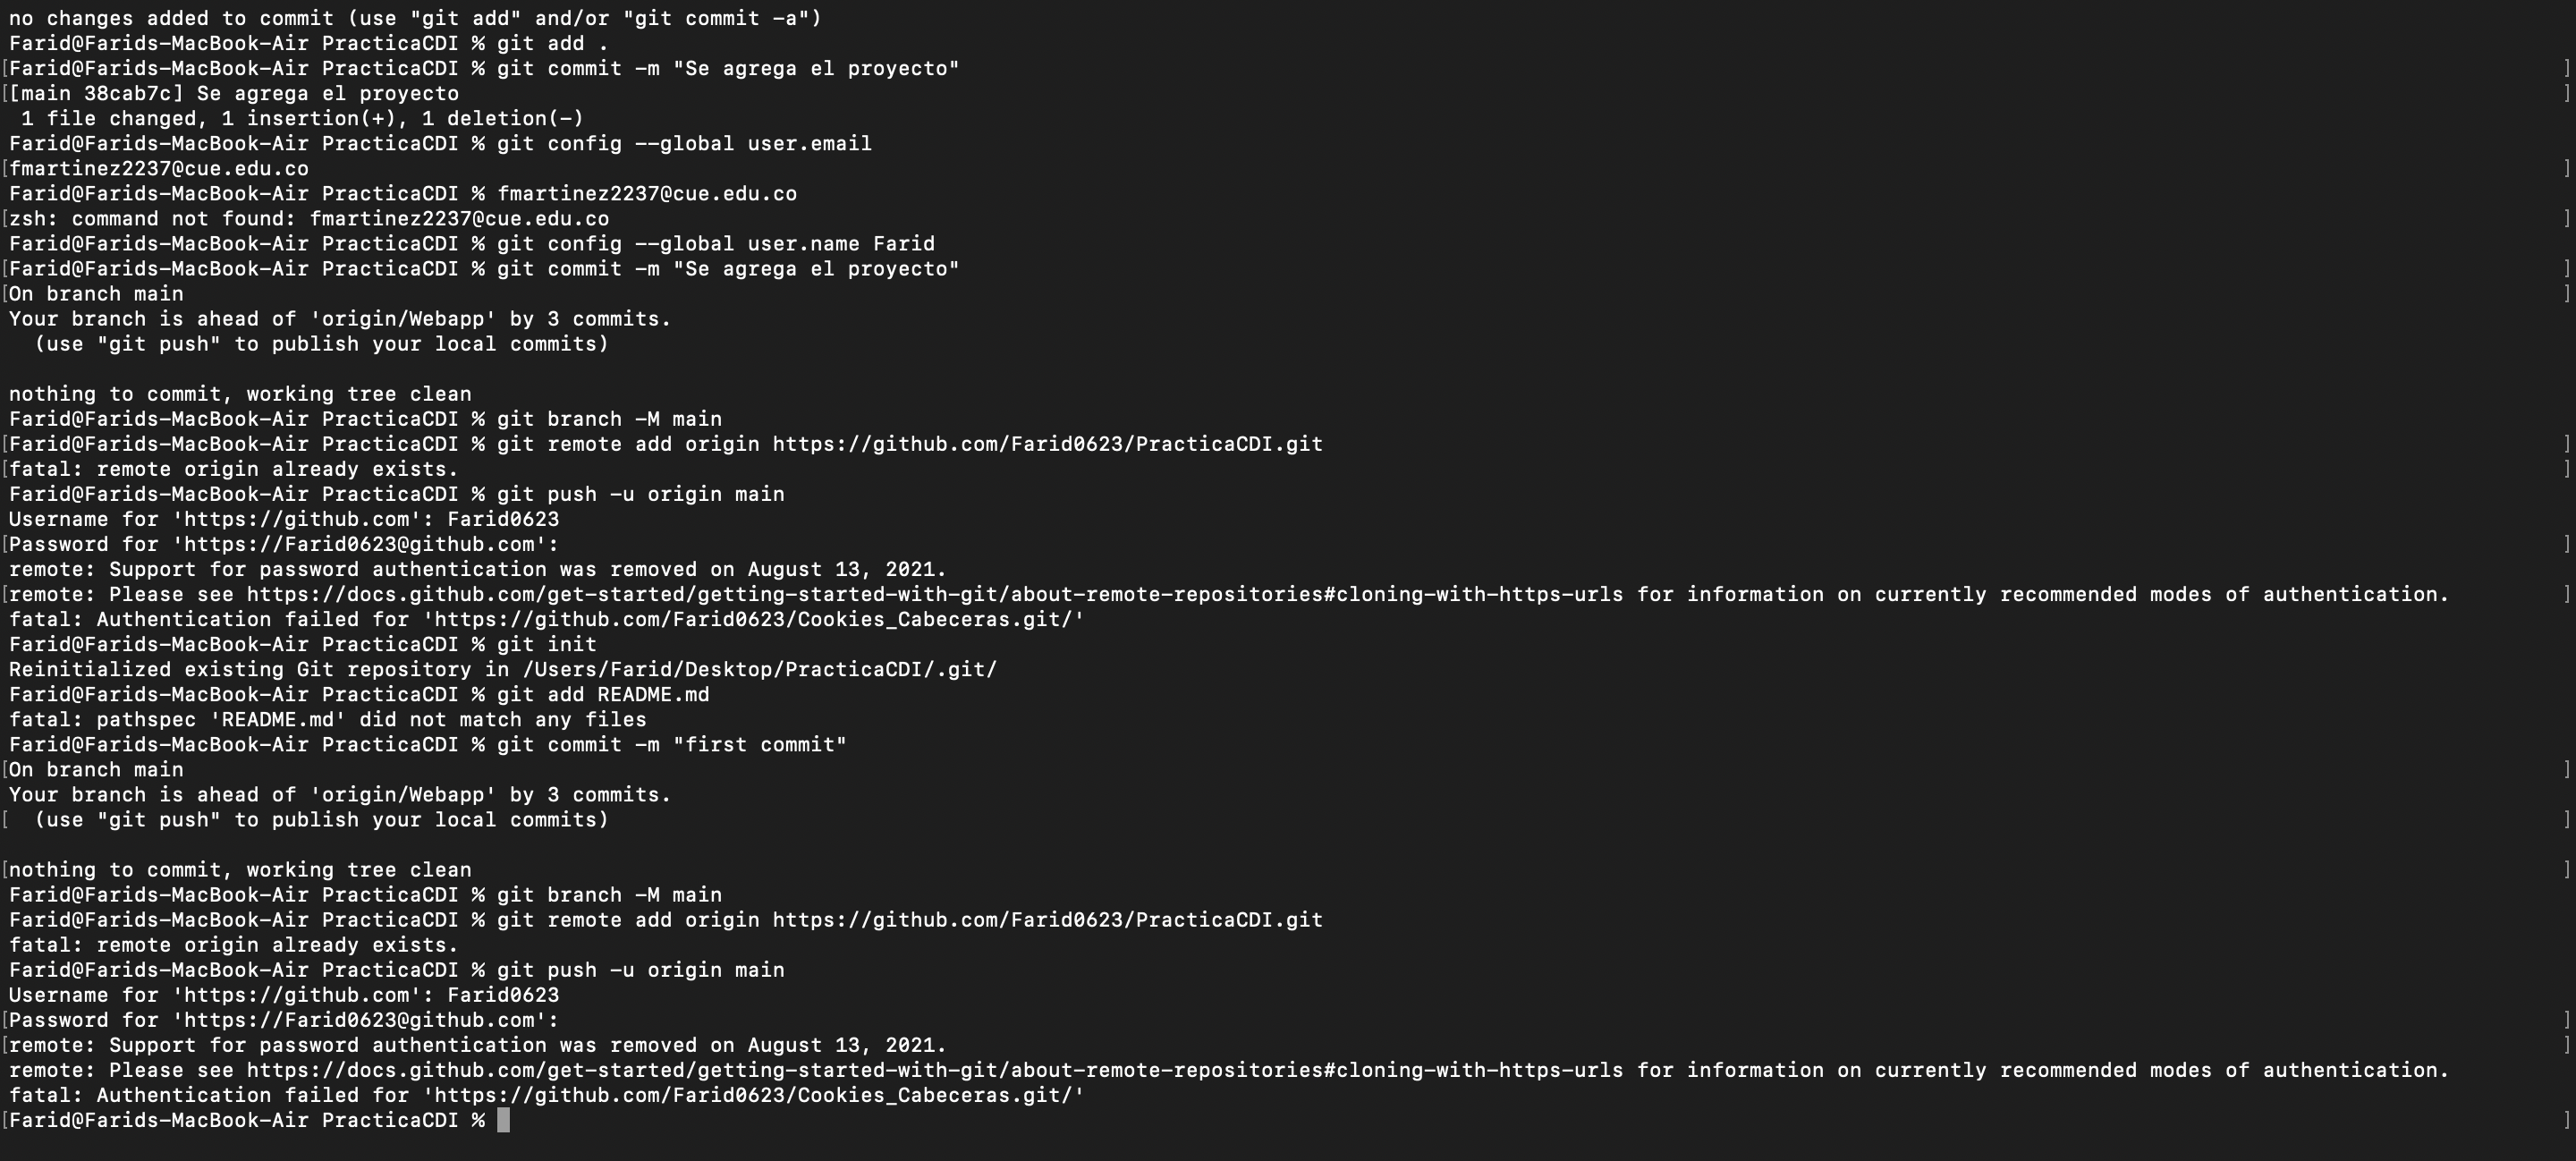 no changes added to commit (use "git add" and/or "git commit -a")
Farid@Farids-MacBook-Air PracticaCDI % git add .
[Farid@Farids-MacBook-Air PracticaCDI % git commit -m "Se agrega el proyecto" ]
[[main 38cab7c] Se agrega el proyecto ]
 1 file changed, 1 insertion(+), 1 deletion(-)
Farid@Farids-MacBook-Air PracticaCDI % git config --global user.email
[fmartinez2237@cue.edu.co ]
Farid@Farids-MacBook-Air PracticaCDI % fmartinez2237@cue.edu.co
[zsh: command not found: fmartinez2237@cue.edu.co ]
Farid@Farids-MacBook-Air PracticaCDI % git config --global user.name Farid
[Farid@Farids-MacBook-Air PracticaCDI % git commit -m "Se agrega el proyecto" ]
[On branch main ]
Your branch is ahead of 'origin/Webapp' by 3 commits.
  (use "git push" to publish your local commits)

nothing to commit, working tree clean
Farid@Farids-MacBook-Air PracticaCDI % git branch -M main
[Farid@Farids-MacBook-Air PracticaCDI % git remote add origin https://github.com/Farid0623/PracticaCDI.git ]
[fatal: remote origin already exists. ]
Farid@Farids-MacBook-Air PracticaCDI % git push -u origin main
Username for 'https://github.com': Farid0623
[Password for 'https://Farid0623@github.com': ]
remote: Support for password authentication was removed on August 13, 2021.
[remote: Please see https://docs.github.com/get-started/getting-started-with-git/about-remote-repositories#cloning-with-https-urls for information on currently recommended modes of authentication. ]
fatal: Authentication failed for 'https://github.com/Farid0623/Cookies_Cabeceras.git/'
Farid@Farids-MacBook-Air PracticaCDI % git init
Reinitialized existing Git repository in /Users/Farid/Desktop/PracticaCDI/.git/
Farid@Farids-MacBook-Air PracticaCDI % git add README.md
fatal: pathspec 'README.md' did not match any files
Farid@Farids-MacBook-Air PracticaCDI % git commit -m "first commit"
[On branch main ]
Your branch is ahead of 'origin/Webapp' by 3 commits.
[  (use "git push" to publish your local commits) ]

[nothing to commit, working tree clean ]
Farid@Farids-MacBook-Air PracticaCDI % git branch -M main
Farid@Farids-MacBook-Air PracticaCDI % git remote add origin https://github.com/Farid0623/PracticaCDI.git
fatal: remote origin already exists.
Farid@Farids-MacBook-Air PracticaCDI % git push -u origin main
Username for 'https://github.com': Farid0623
[Password for 'https://Farid0623@github.com': ]
[remote: Support for password authentication was removed on August 13, 2021. ]
remote: Please see https://docs.github.com/get-started/getting-started-with-git/about-remote-repositories#cloning-with-https-urls for information on currently recommended modes of authentication.
fatal: Authentication failed for 'https://github.com/Farid0623/Cookies_Cabeceras.git/'
[Farid@Farids-MacBook-Air PracticaCDI % ]